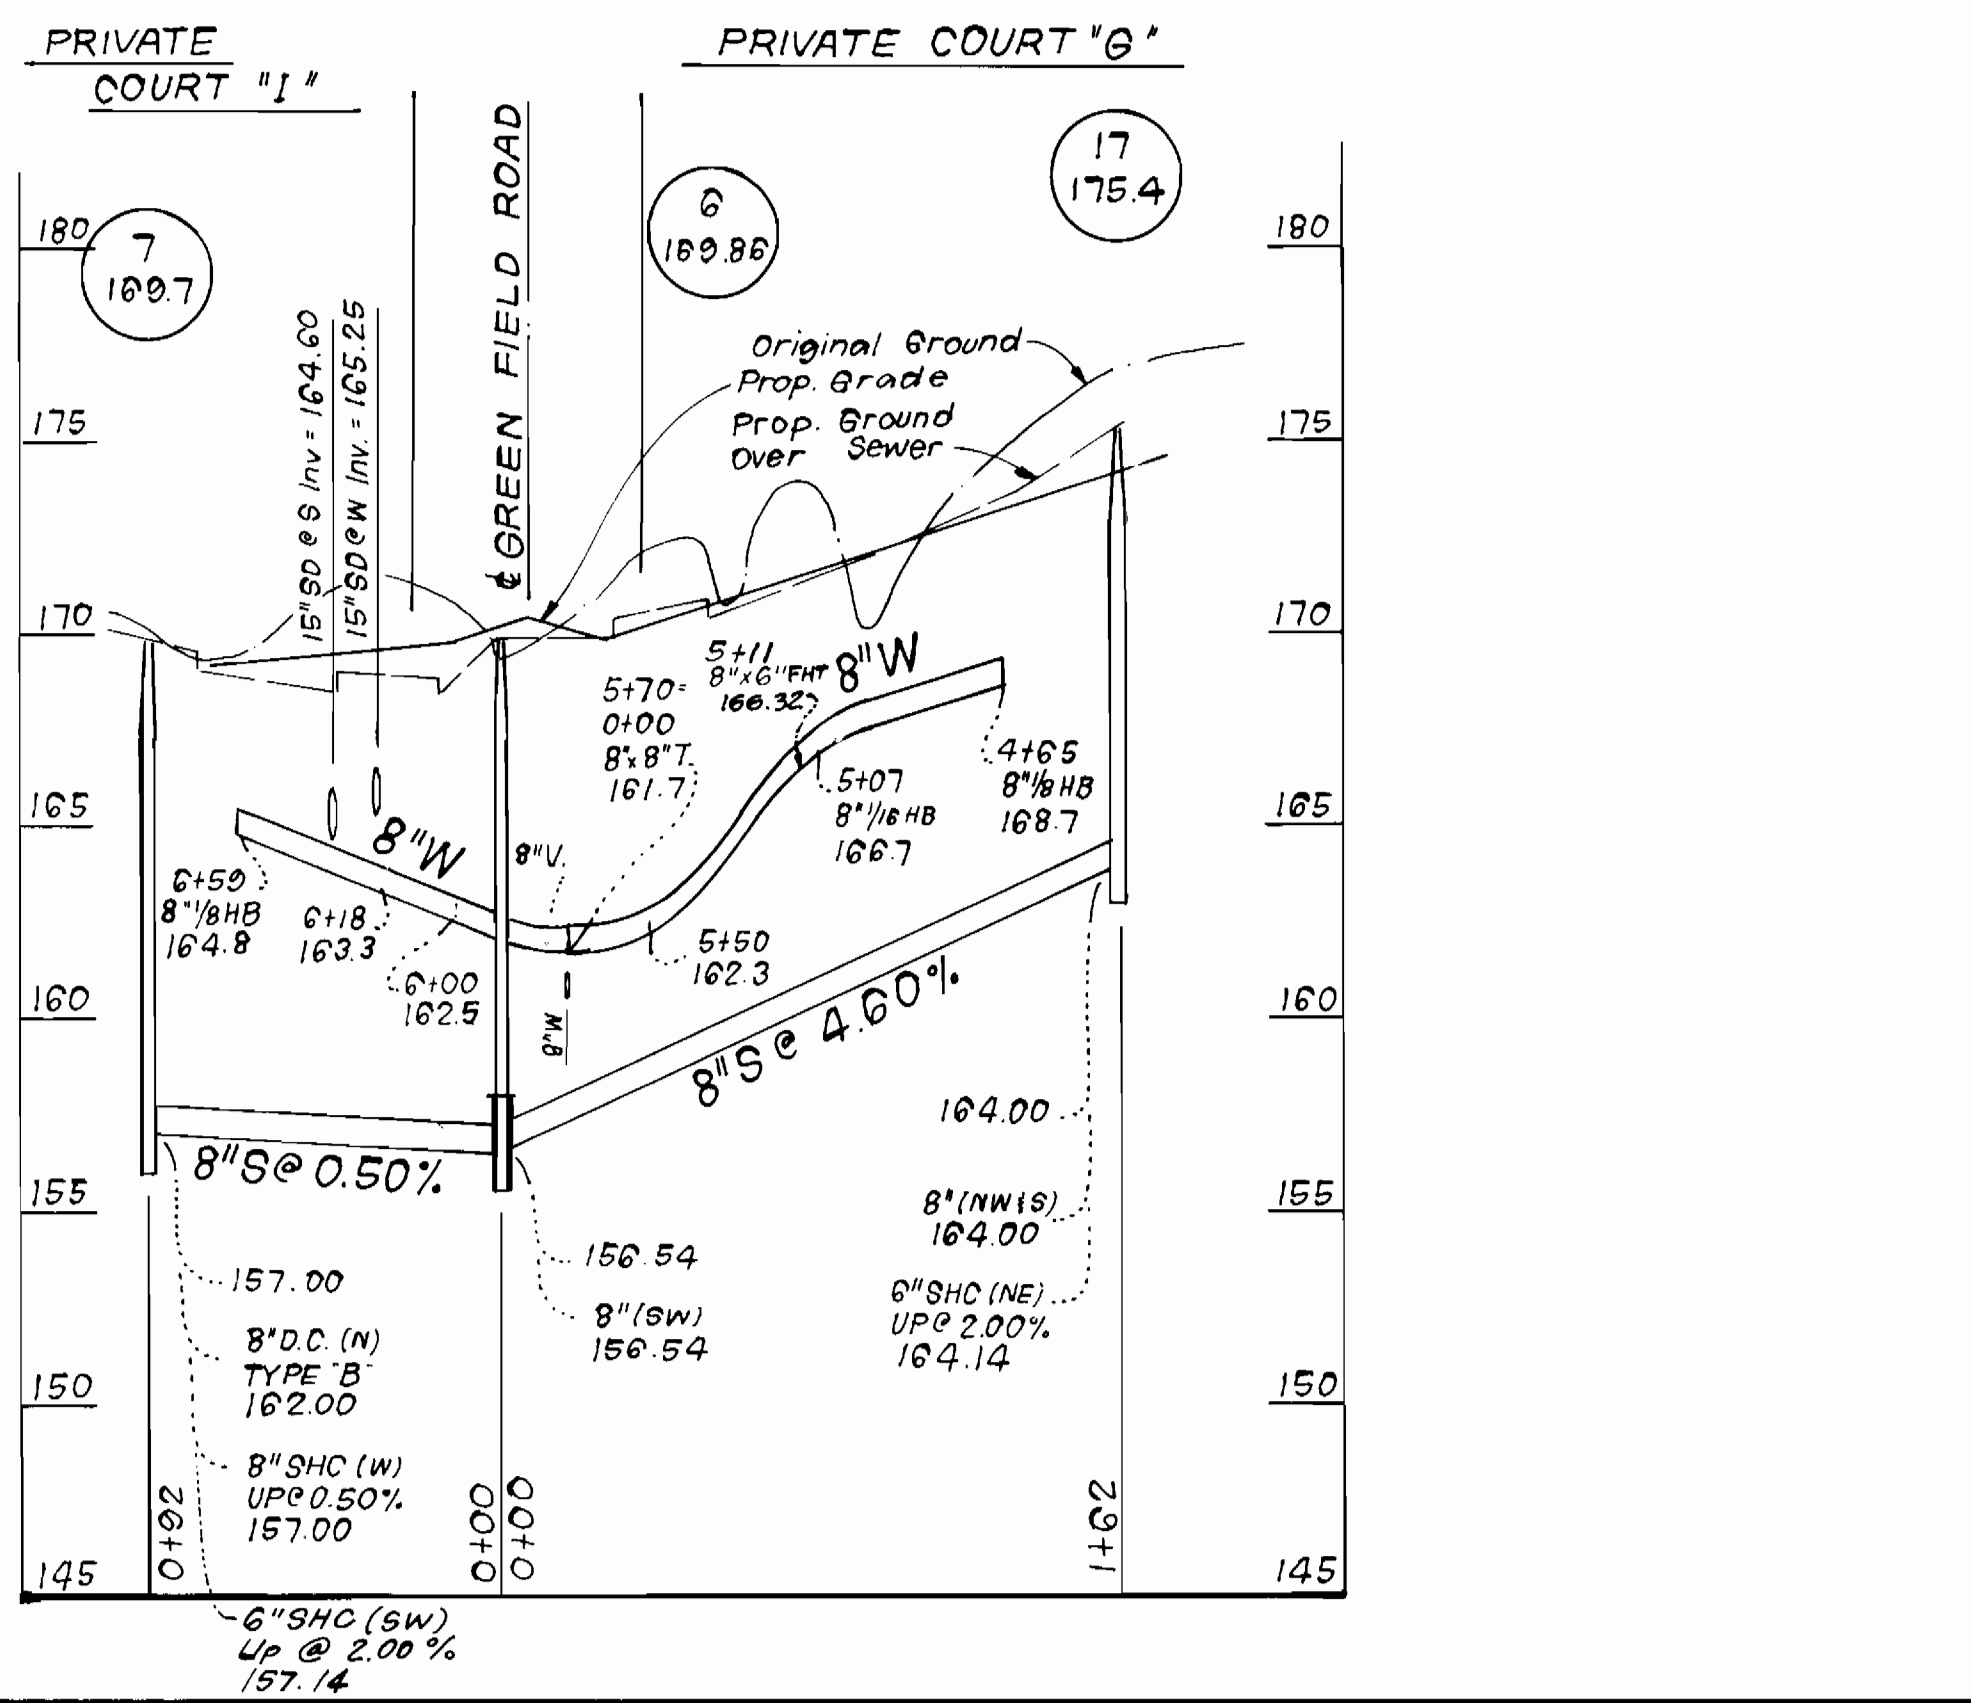 PRIVATE
COURT "I"
PRIVATE COURT "G"
℄ GREEN FIELD ROAD
7
169.7
6
169.86
17
175.4
180
175
170
165
160
155
150
145
180
175
170
165
160
155
150
145
15"SD@S Inv = 164.60
15"SD@W Inv. = 165.25
Original Ground
Prop. Grade
Prop. Ground
Over Sewer
5+11
8"x6"FHT
166.32
8"W
5+70=
0+00
8"x8"T.
161.7
4+65
8"1/8 HB
168.7
5+07
8"1/16 HB
166.7
8"W
8"V.
6+59
8"1/8HB
164.8
6+18
163.3
6+00
162.5
5+50
162.3
8"S@ 4.60%
8"S@ 0.50%
164.00
8"(NW&S)
164.00
6"SHC (NE)
UP@ 2.00%
164.14
156.54
8"(SW)
156.54
157.00
8"D.C. (N)
TYPE "B"
162.00
8"SHC (W)
UP@ 0.50%
157.00
0+92
0+00
0+00
1+62
6"SHC (SW)
Up @ 2.00%
157.14